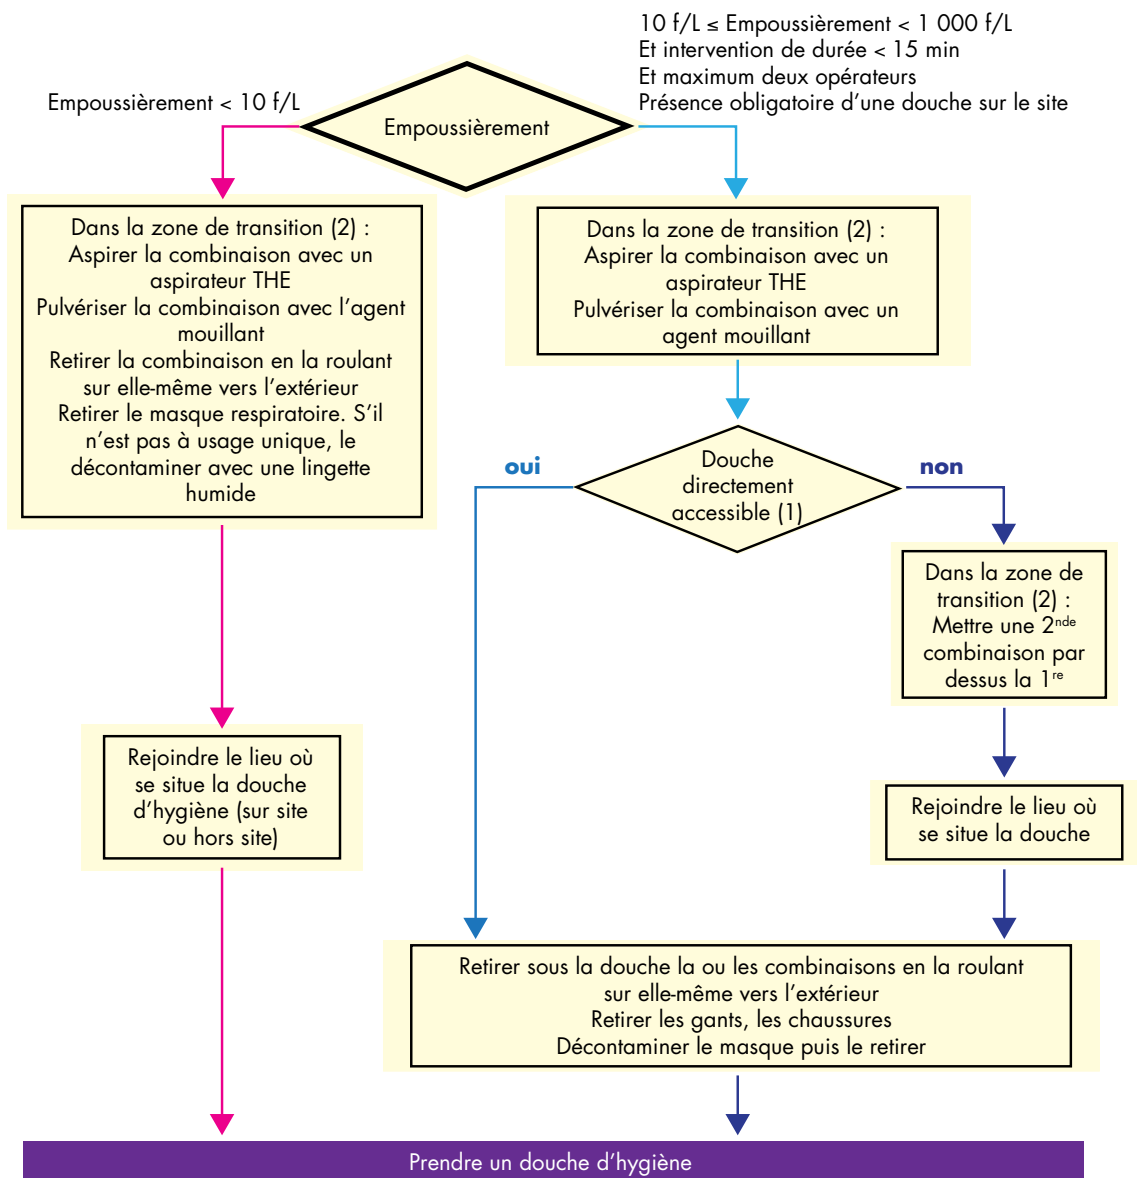 10 f/L ≤ Empoussièrement < 1 000 f/L
Et intervention de durée < 15 min
Et maximum deux opérateurs
Présence obligatoire d’une douche sur le site
Empoussièrement < 10 f/L
Empoussièrement
Dans la zone de transition (2) :
Aspirer la combinaison avec un
aspirateur THE
Pulvériser la combinaison avec l’agent
mouillant
Retirer la combinaison en la roulant
sur elle-même vers l’extérieur
Retirer le masque respiratoire. S’il
n’est pas à usage unique, le
décontaminer avec une lingette
humide
Dans la zone de transition (2) :
Aspirer la combinaison avec un
aspirateur THE
Pulvériser la combinaison avec un
agent mouillant
Douche
directement
accessible (1)
oui
non
Dans la zone de
transition (2) :
Mettre une 2nde
combinaison par
dessus la 1re
Rejoindre le lieu où
se situe la douche
d’hygiène (sur site
ou hors site)
Rejoindre le lieu où
se situe la douche
Retirer sous la douche la ou les combinaisons en la roulant
sur elle-même vers l’extérieur
Retirer les gants, les chaussures
Décontaminer le masque puis le retirer
Prendre un douche d’hygiène